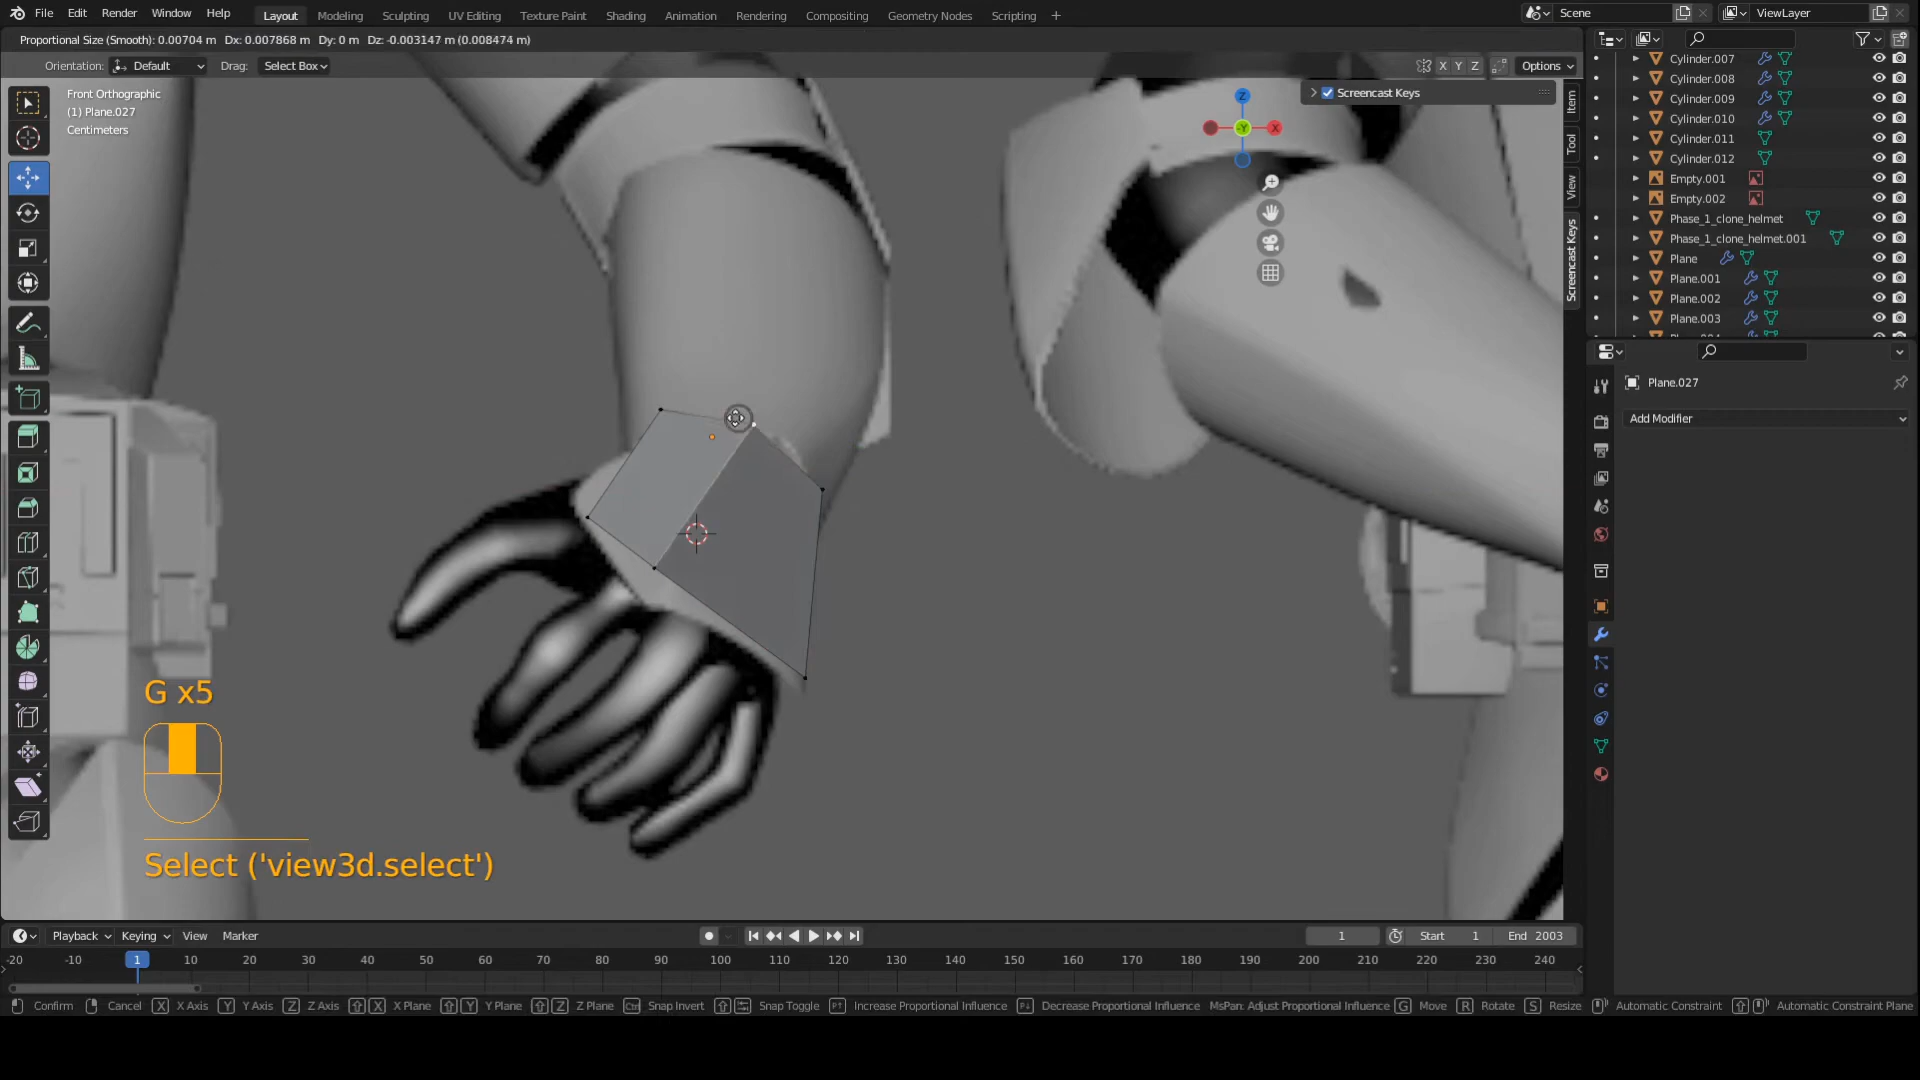 File Edit Render Window Help Layout Modeling Sculpting UV Editing Texture Paint Shading Animation Rendering Compositing Geometry Nodes Scripting + Scene ViewLayer
Proportional Size (Smooth): 0.00704 m Dx: 0.007868 m Dy: 0 m Dz: -0.003147 m (0.008474 m)
Orientation: Default Drag: Select Box X Y Z Options
Front Orthographic
(1) Plane.027
Centimeters
Screencast Keys
Z
Y
X
Item
Tool
View
Screencast Keys
Cylinder.007
Cylinder.008
Cylinder.009
Cylinder.010
Cylinder.011
Cylinder.012
Empty.001
Empty.002
Phase_1_clone_helmet
Phase_1_clone_helmet.001
Plane
Plane.001
Plane.002
Plane.003
Plane.027
Add Modifier
G x5
Select ('view3d.select')
Playback Keying View Marker 1 Start 1 End 2003
-20 -10 1 10 20 30 40 50 60 70 80 90 100 110 120 130 140 150 160 170 180 190 200 210 220 230 240
Confirm Cancel X X Axis Y Y Axis Z Z Axis X X Plane Y Y Plane Z Z Plane Ctrl Snap Invert Snap Toggle Increase Proportional Influence Decrease Proportional Influence MsPan: Adjust Proportional Influence G Move R Rotate S Resize Automatic Constraint Automatic Constraint Plane